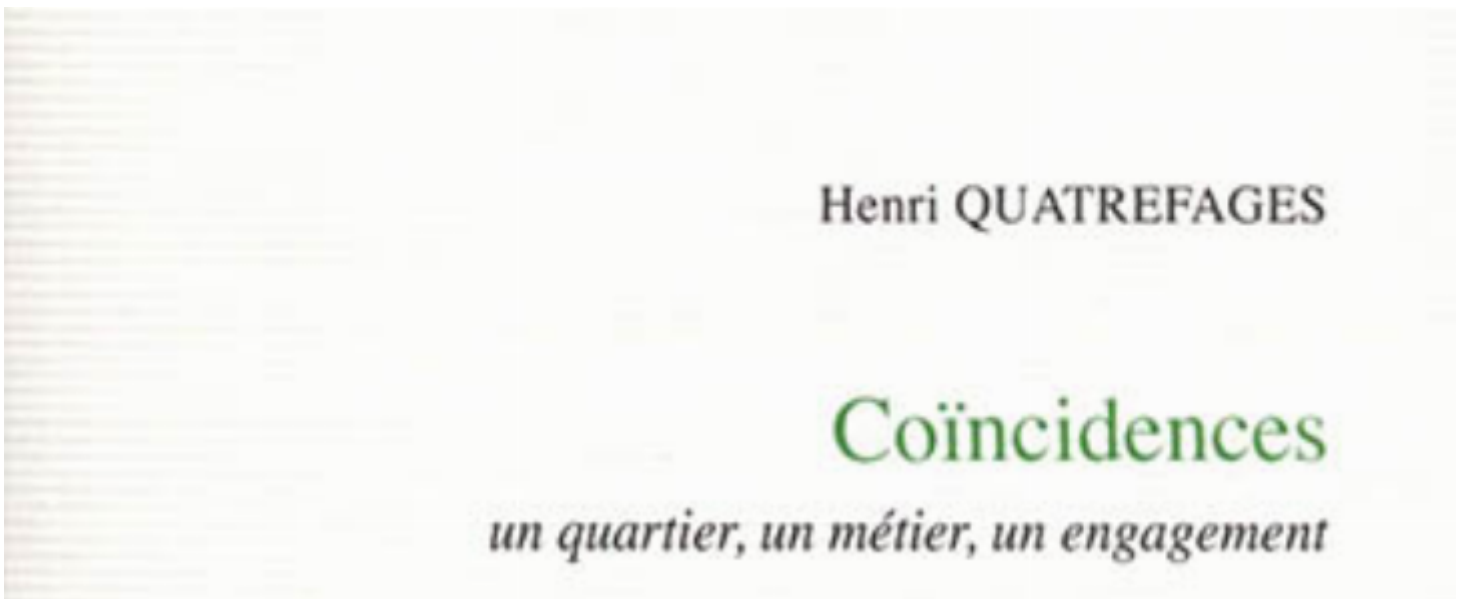 Henri QUATREFAGES
Coïncidences
un quartier, un métier, un engagement